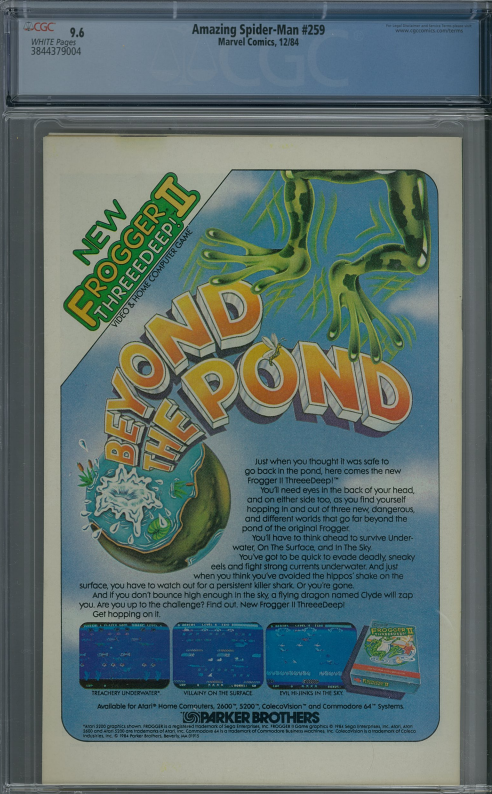 CGC
9.6
WHITE Pages
3844379004
Amazing Spider-Man #259
Marvel Comics, 12/84
NEW
FROGGER II
THREEEDEEP!
VIDEO & HOME COMPUTER GAME
BEYOND
THE POND
Just when you thought it was safe to
go back in the pond, here comes the new
Frogger II ThreeeDeep!™
You'll need eyes in the back of your head,
and on either side too, as you find yourself
hopping in and out of three new, dangerous,
and different worlds that go far beyond the
pond of the original Frogger.
You'll have to think ahead to survive Under-
water, On The Surface, and In The Sky.
You've got to be quick to evade deadly, sneaky
eels and fight strong currents underwater. And just
when you think you've avoided the hippos' shake on the
surface, you have to watch out for a persistent killer shark. Or you're gone.
And if you don't bounce high enough in the sky, a flying dragon named Clyde will zap
you. Are you up to the challenge? Find out. New Frogger II ThreeeDeep!
Get hopping on it.
TREACHERY UNDERWATER*
VILLAINY ON THE SURFACE
EVIL HI-JINKS IN THE SKY
FROGGER II
Available for Atari® Home Computers, 2600™, 5200™, ColecoVision™ and Commodore 64™ Systems.
PARKER BROTHERS